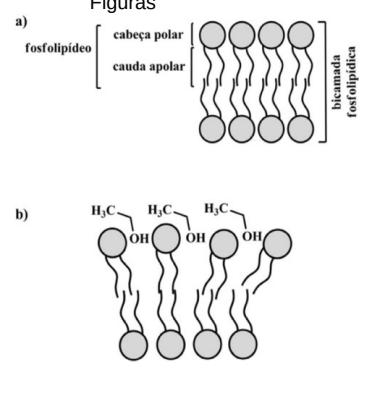 Figuras
a)
cabeça polar
fosfolipídeo
cauda apolar
bicamada
fosfolipídica
b)
H₃C
H₃C
H₃C
OH
OH
OH